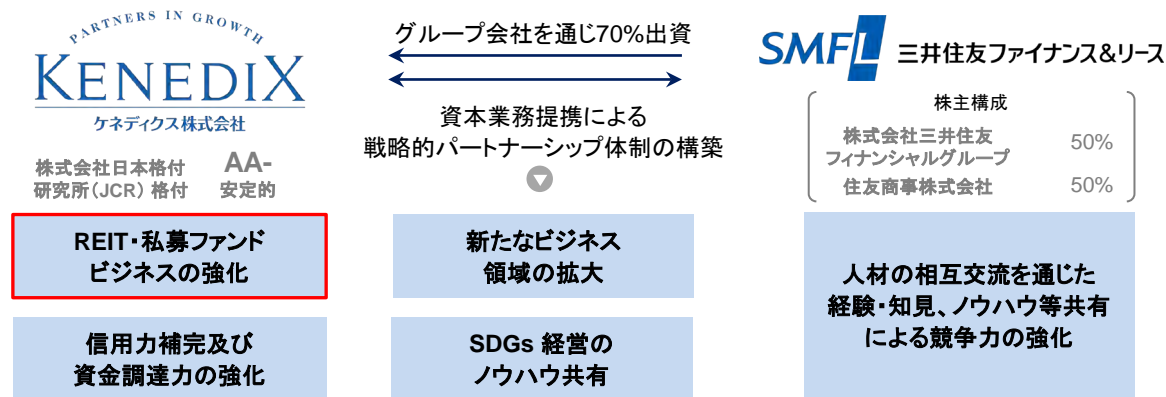 PARTNERS IN GROWTH
KENEDIX
ケネディクス株式会社
株式会社日本格付
研究所(JCR) 格付
AA-
安定的
グループ会社を通じ70%出資
資本業務提携による
戦略的パートナーシップ体制の構築
SMFL 三井住友ファイナンス&リース
株主構成
株式会社三井住友
フィナンシャルグループ
50%
住友商事株式会社
50%
REIT・私募ファンド
ビジネスの強化
新たなビジネス
領域の拡大
人材の相互交流を通じた
経験・知見、ノウハウ等共有
による競争力の強化
信用力補完及び
資金調達力の強化
SDGs 経営の
ノウハウ共有